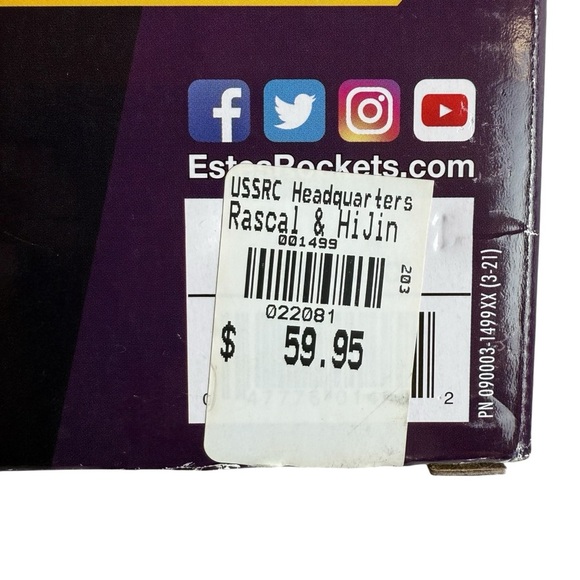 EstesRockets.com
USSRC Headquarters
Rascal & HiJin
001499
203
022081
$ 59.95
2
PN 090003-1499XX (3-21)